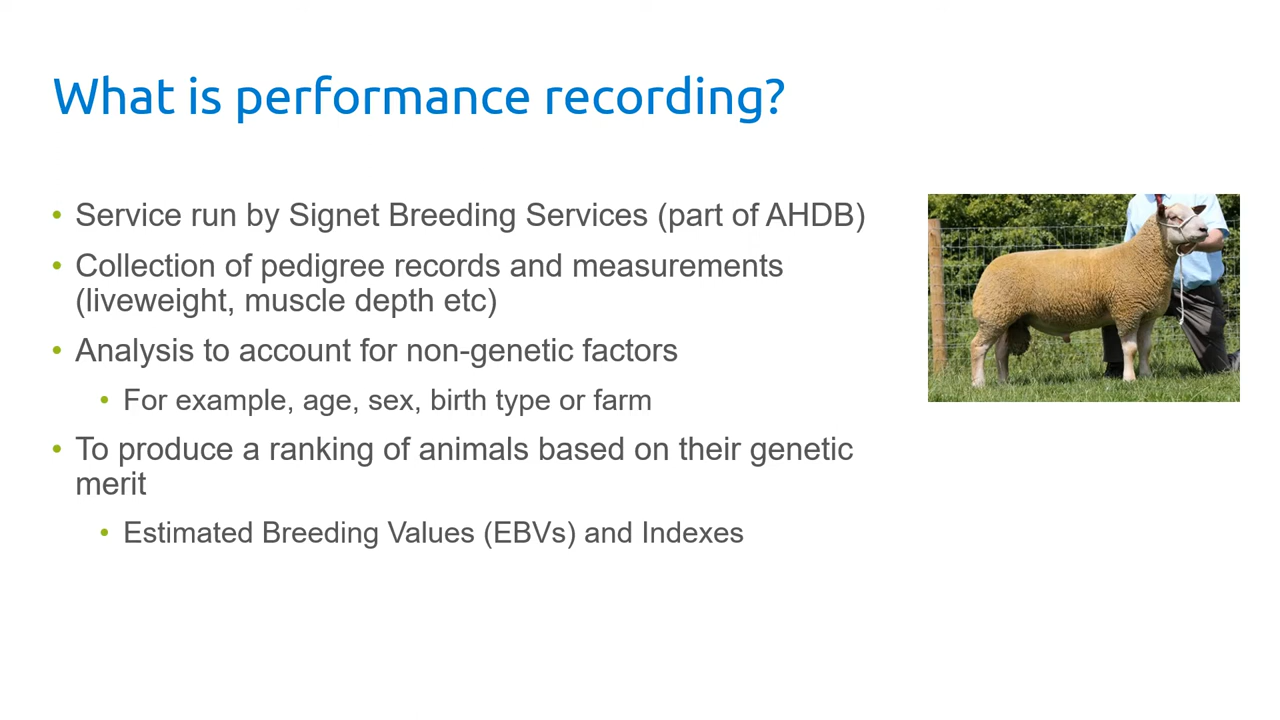 What is performance recording?
• Service run by Signet Breeding Services (part of AHDB)
• Collection of pedigree records and measurements
(liveweight, muscle depth etc)
• Analysis to account for non-genetic factors
• For example, age, sex, birth type or farm
• To produce a ranking of animals based on their genetic
merit
• Estimated Breeding Values (EBVs) and Indexes